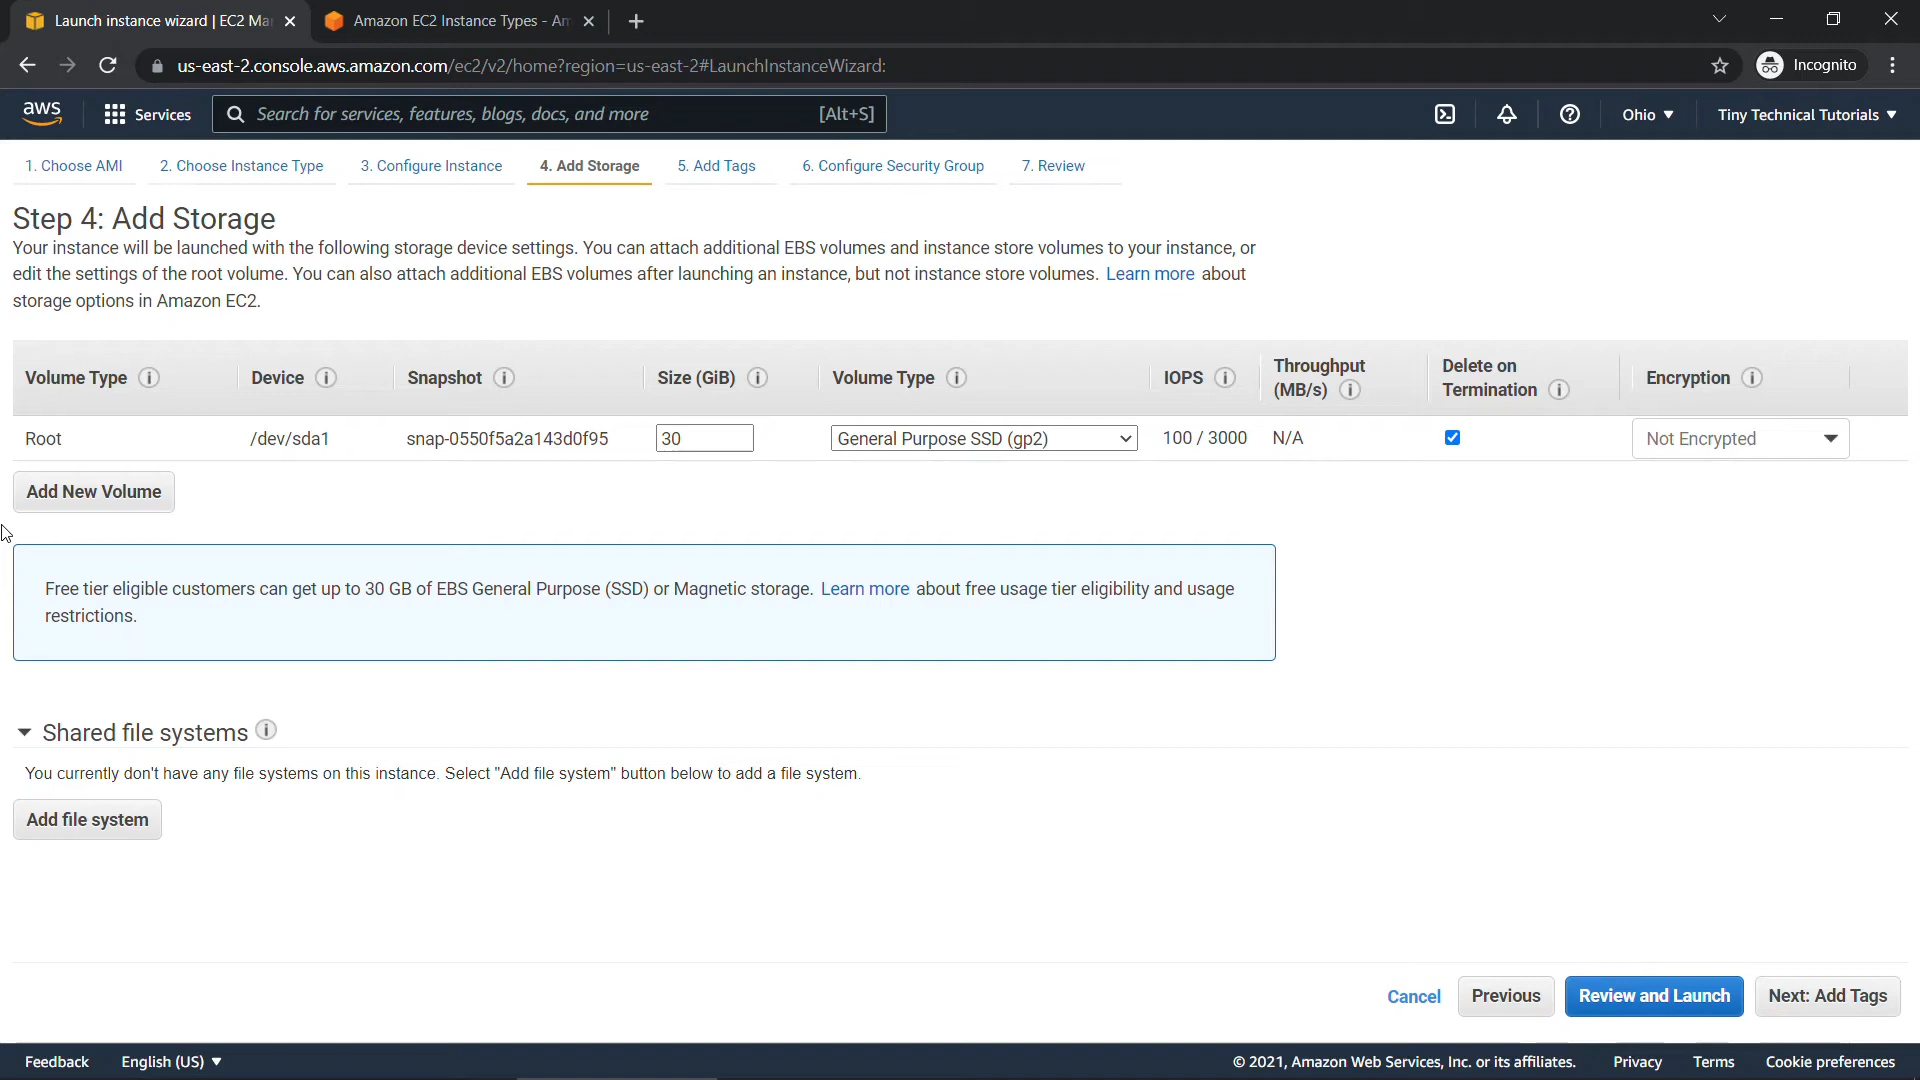 Launch instance wizard | EC2 Ma
Amazon EC2 Instance Types - Am
us-east-2.console.aws.amazon.com/ec2/v2/home?region=us-east-2#LaunchInstanceWizard:
Incognito
aws
Services
Search for services, features, blogs, docs, and more
[Alt+S]
Ohio
Tiny Technical Tutorials
1. Choose AMI
2. Choose Instance Type
3. Configure Instance
4. Add Storage
5. Add Tags
6. Configure Security Group
7. Review
Step 4: Add Storage
Your instance will be launched with the following storage device settings. You can attach additional EBS volumes and instance store volumes to your instance, or
edit the settings of the root volume. You can also attach additional EBS volumes after launching an instance, but not instance store volumes. Learn more about
storage options in Amazon EC2.
Volume Type
Device
Snapshot
Size (GiB)
Volume Type
IOPS
Throughput
(MB/s)
Delete on
Termination
Encryption
Root
/dev/sda1
snap-0550f5a2a143d0f95
30
General Purpose SSD (gp2)
100 / 3000
N/A
Not Encrypted
Add New Volume
Free tier eligible customers can get up to 30 GB of EBS General Purpose (SSD) or Magnetic storage. Learn more about free usage tier eligibility and usage
restrictions.
Shared file systems
You currently don't have any file systems on this instance. Select "Add file system" button below to add a file system.
Add file system
Cancel
Previous
Review and Launch
Next: Add Tags
Feedback
English (US)
© 2021, Amazon Web Services, Inc. or its affiliates.
Privacy
Terms
Cookie preferences